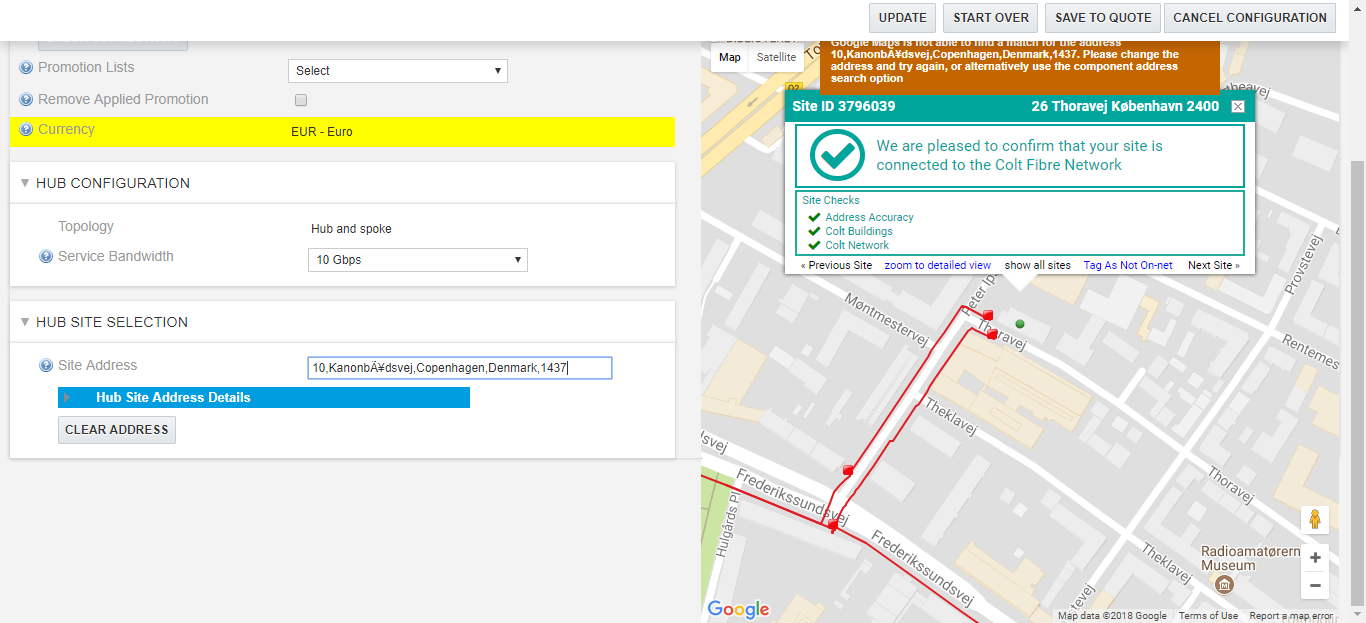 UPDATE
START OVER
SAVE TO QUOTE
CANCEL CONFIGURATION
Promotion Lists
Select
Remove Applied Promotion
Currency
EUR - Euro
HUB CONFIGURATION
Topology
Hub and spoke
Service Bandwidth
10 Gbps
HUB SITE SELECTION
Site Address
10,KanonbÄ¥dsvej,Copenhagen,Denmark,1437
Hub Site Address Details
CLEAR ADDRESS
Map
Satellite
Google Maps is not able to find a match for the address
10,KanonbÄ¥dsvej,Copenhagen,Denmark,1437. Please change the
address and try again, or alternatively use the component address
search option
O2
Site ID 3796039
26 Thoravej København 2400
We are pleased to confirm that your site is
connected to the Colt Fibre Network
Site Checks
Address Accuracy
Colt Buildings
Colt Network
« Previous Site
zoom to detailed view
show all sites
Tag As Not On-net
Next Site »
Provstevej
Peter Ip
Møntmestervej
Thoravej
Rentemes
Theklavej
dsvej
Frederikssundsvej
Hulgårds Pl
Thoravej
Frederikssundsvej
Theklavej
Radioamatørern
Museum
tevej
Google
Map data ©2018 Google
Terms of Use
Report a map error